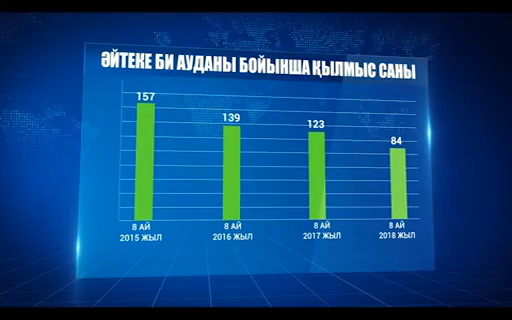 ӘЙТЕКЕ БИ АУДАНЫ БОЙЫНША ҚЫЛМЫС САНЫ
157
139
123
84
8 АЙ
2015 ЖЫЛ
8 АЙ
2016 ЖЫЛ
8 АЙ
2017 ЖЫЛ
8 АЙ
2018 ЖЫЛ